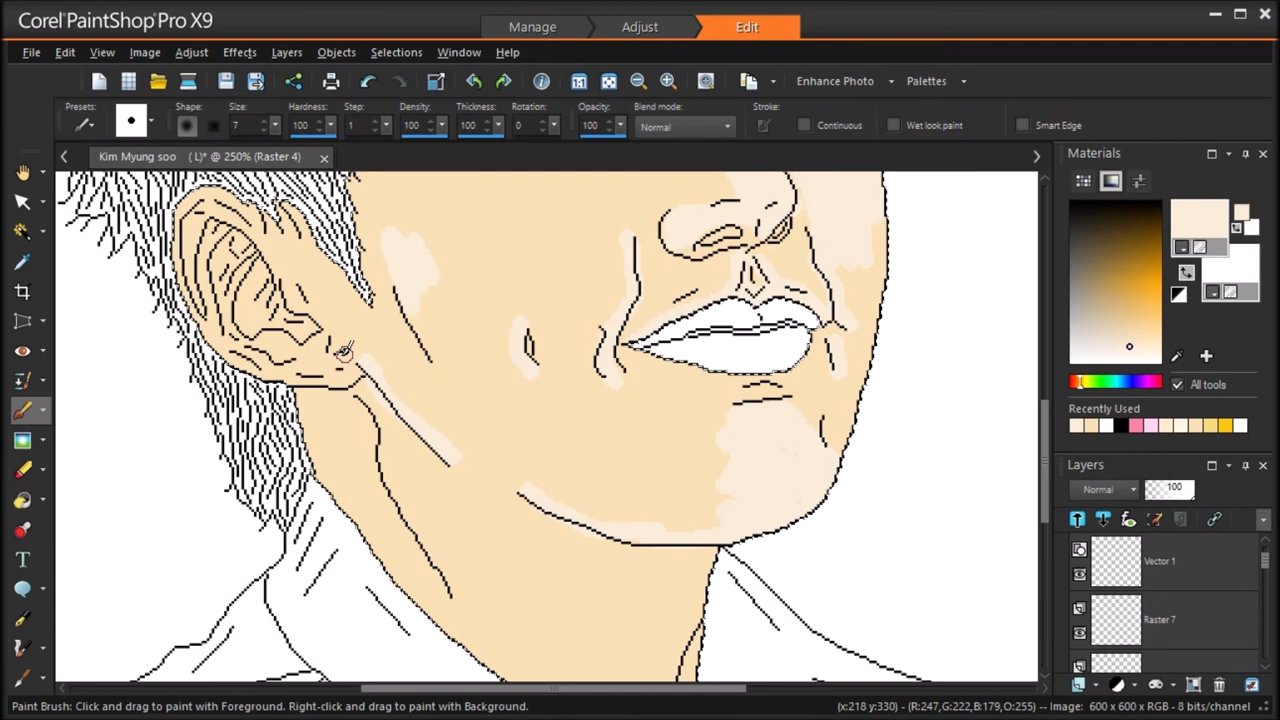 Corel PaintShop Pro X9
Manage Adjust Edit
File Edit View Image Adjust Effects Layers Objects Selections Window Help
1:1 Enhance Photo Palettes
Presets: Shape: Size: Hardness: Step: Density: Thickness: Rotation: Opacity: Blend mode: Stroke:
7 100 1 100 100 0 100 Normal Continuous Wet look paint Smart Edge
Kim Myung soo ( L)* @ 250% (Raster 4)
Materials
All tools
Recently Used
Layers
Normal 100
Vector 1
Raster 7
Paint Brush: Click and drag to paint with Foreground. Right-click and drag to paint with Background.
(x:218 y:330) - (R:247,G:222,B:179,O:255) -- Image: 600 x 600 x RGB - 8 bits/channel